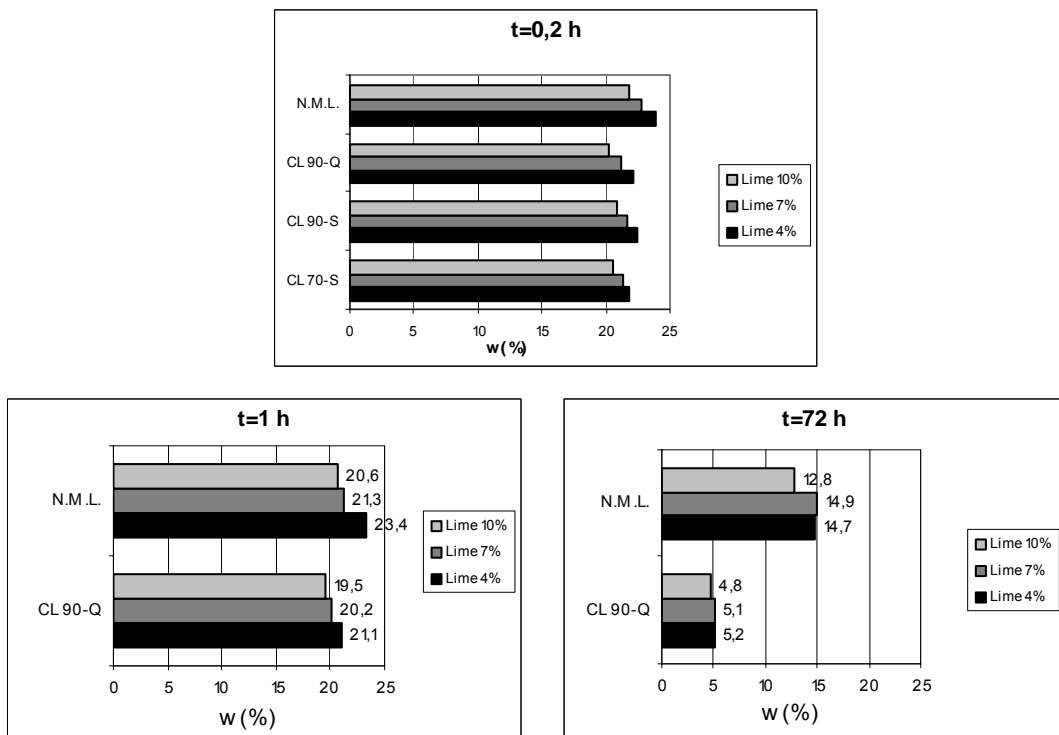 t=0,2 h
N.M.L.
CL 90-Q
CL 90-S
CL 70-S
0 5 10 15 20 25
w (%)
Lime 10%
Lime 7%
Lime 4%
t=1 h
N.M.L.
20,6
21,3
23,4
CL 90-Q
19,5
20,2
21,1
0 5 10 15 20 25
w (%)
Lime 10%
Lime 7%
Lime 4%
t=72 h
N.M.L.
12,8
14,9
14,7
CL 90-Q
4,8
5,1
5,2
0 5 10 15 20 25
w (%)
Lime 10%
Lime 7%
Lime 4%